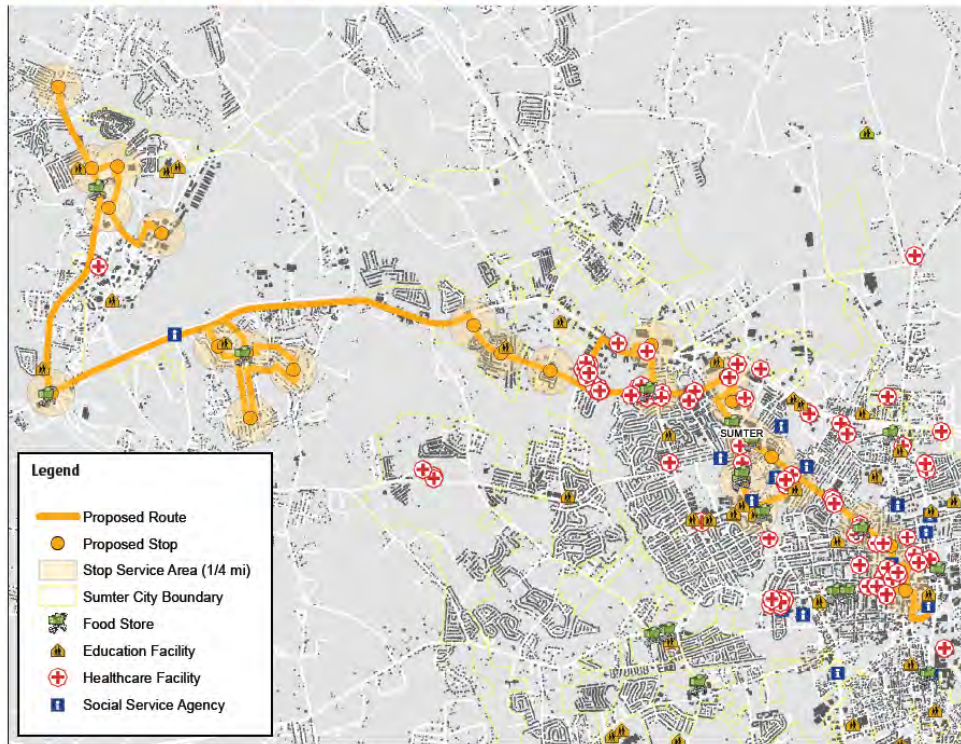 SUMTER
Legend
Proposed Route
Proposed Stop
Stop Service Area (1/4 mi)
Sumter City Boundary
Food Store
Education Facility
Healthcare Facility
Social Service Agency